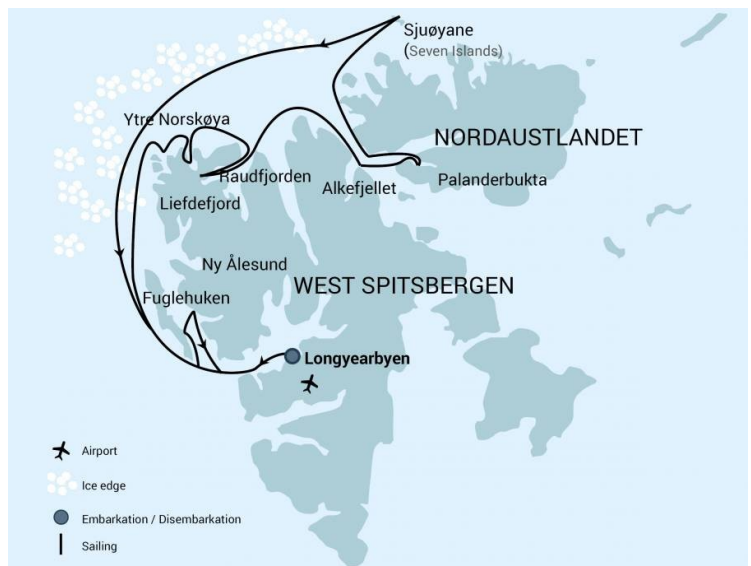 Sjuøyane
(Seven Islands)
Ytre Norskøya
NORDAUSTLANDET
Raudfjorden
Alkefjellet
Palanderbukta
Liefdefjord
Ny Ålesund
WEST SPITSBERGEN
Fuglehuken
Longyearbyen
Airport
Ice edge
Embarkation / Disembarkation
Sailing